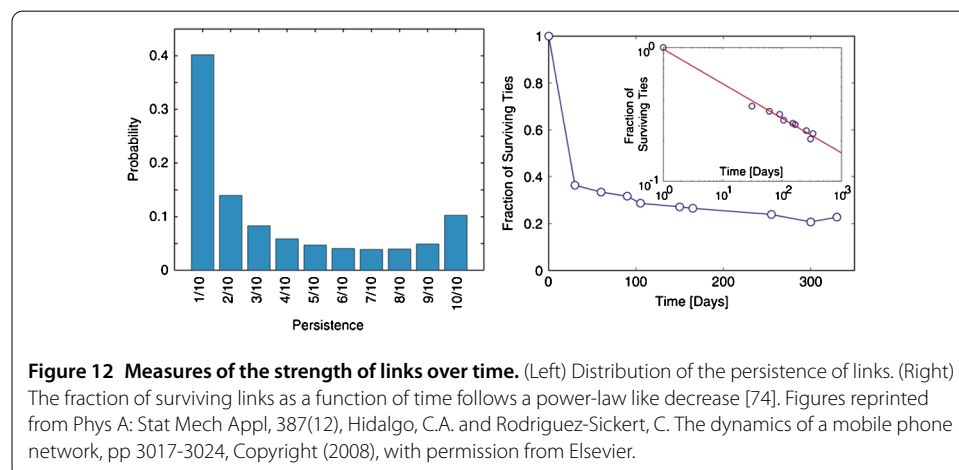 0.4
0.3
0.2
0.1
0
Probability
1/10
2/10
3/10
4/10
5/10
6/10
7/10
8/10
9/10
10/10
Persistence
1
0.8
0.6
0.4
0.2
0
Fraction of Surviving Ties
0
100
200
300
Time [Days]
10^0
10^-1
Fraction of
Surviving Ties
Time [Days]
10^0
10^1
10^2
10^3
Figure 12 Measures of the strength of links over time. (Left) Distribution of the persistence of links. (Right)
The fraction of surviving links as a function of time follows a power-law like decrease [74]. Figures reprinted
from Phys A: Stat Mech Appl, 387(12), Hidalgo, C.A. and Rodriguez-Sickert, C. The dynamics of a mobile phone
network, pp 3017-3024, Copyright (2008), with permission from Elsevier.